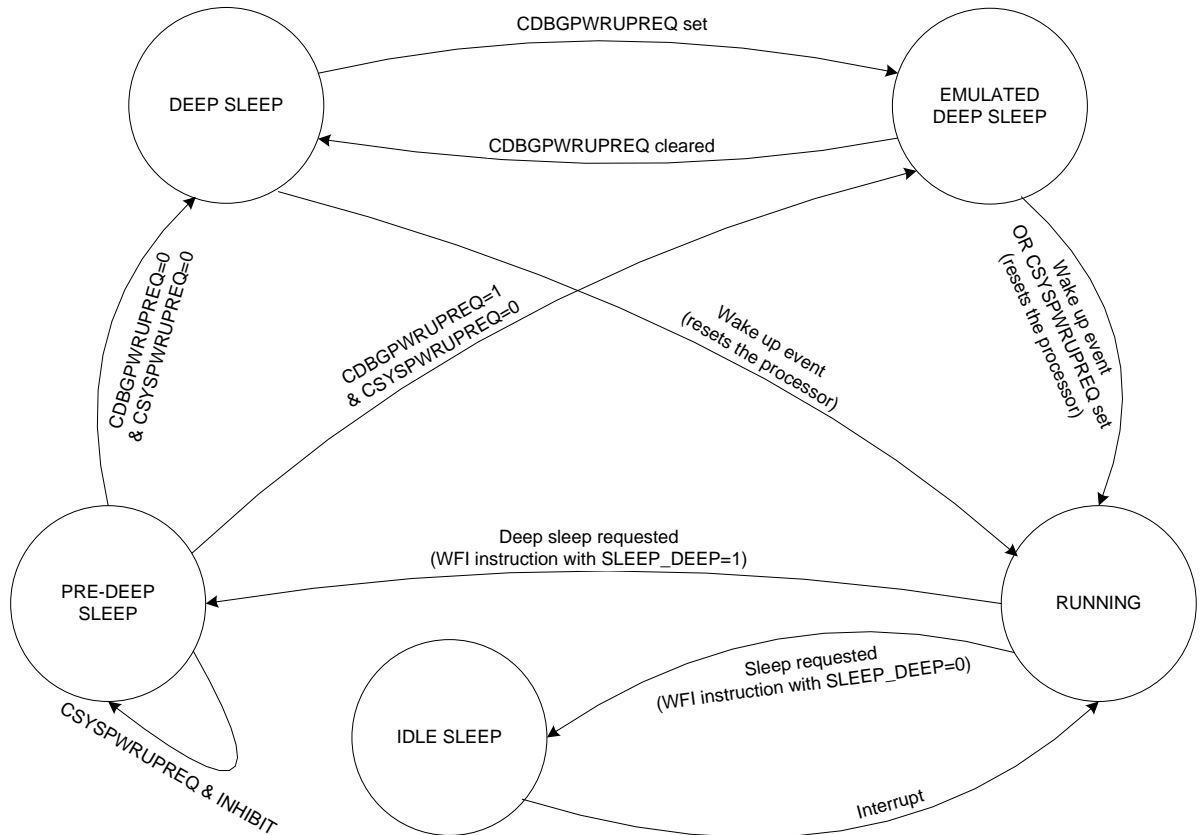 CDBGPWRUPREQ set
DEEP SLEEP
EMULATED
DEEP SLEEP
CDBGPWRUPREQ cleared
CDBGPWRUPREQ=0
& CSYSPWRUPREQ=0
CDBGPWRUPREQ=1
& CSYSPWRUPREQ=0
Wake up event
(resets the processor)
Wake up event
OR CSYSPWRUPREQ set
(resets the processor)
Deep sleep requested
(WFI instruction with SLEEP_DEEP=1)
PRE-DEEP
SLEEP
RUNNING
Sleep requested
(WFI instruction with SLEEP_DEEP=0)
CSYSPWRUPREQ & INHIBIT
IDLE SLEEP
Interrupt